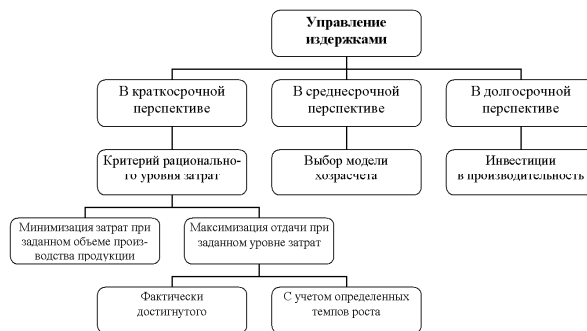 Управление
издержками
В краткосрочной
перспективе
В среднесрочной
перспективе
В долгосрочной
перспективе
Критерий рационально-
го уровня затрат
Выбор модели
хозрасчета
Инвестиции
в производительность
Минимизация затрат при
заданном объеме произ-
водства продукции
Максимизация отдачи при
заданном уровне затрат
Фактически
достигнутого
С учетом определенных
темпов роста